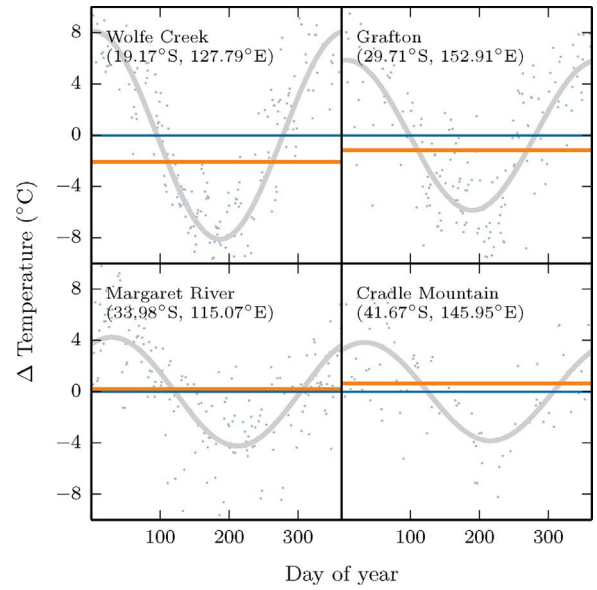 Wolfe Creek
(19.17°S, 127.79°E)
Grafton
(29.71°S, 152.91°E)
8
4
0
−4
−8
Δ Temperature (°C)
Margaret River
(33.98°S, 115.07°E)
Cradle Mountain
(41.67°S, 145.95°E)
8
4
0
−4
−8
100 200 300 100 200 300
Day of year